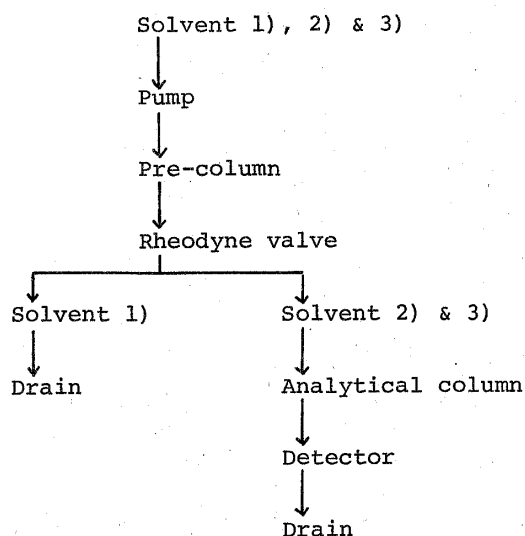 Solvent 1), 2) & 3)
Pump
Pre-column
Rheodyne valve
Solvent 1)
Solvent 2) & 3)
Drain
Analytical column
Detector
Drain